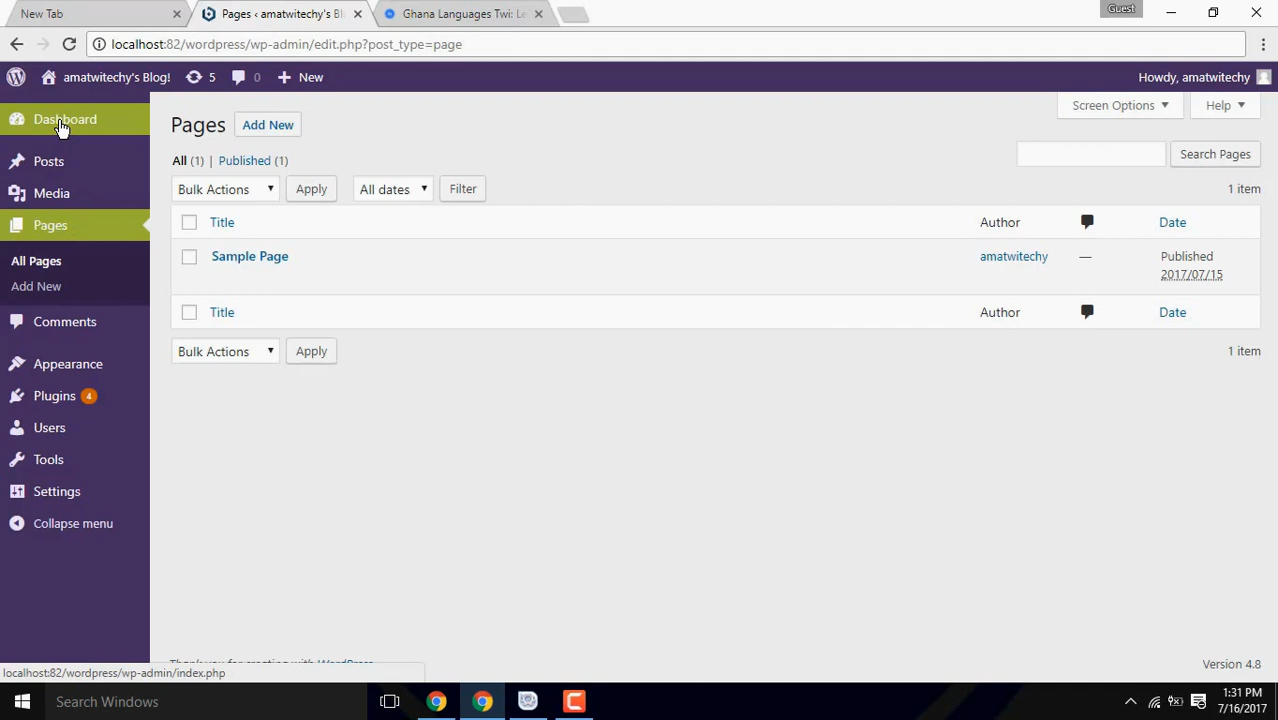 New Tab
Pages ‹ amatwitechy's Bl
Ghana Languages Twi: Le
Guest
localhost:82/wordpress/wp-admin/edit.php?post_type=page
amatwitechy's Blog!
5
0
New
Howdy, amatwitechy
Dashboard
Posts
Media
Pages
All Pages
Add New
Comments
Appearance
Plugins 4
Users
Tools
Settings
Collapse menu
Screen Options
Help
Pages
Add New
All (1) | Published (1)
Search Pages
Bulk Actions
Apply
All dates
Filter
1 item
Title
Author
Date
Sample Page
amatwitechy
—
Published
2017/07/15
Title
Author
Date
Bulk Actions
Apply
1 item
Thank you for creating with WordPress
Version 4.8
localhost:82/wordpress/wp-admin/index.php
Search Windows
1:31 PM
7/16/2017